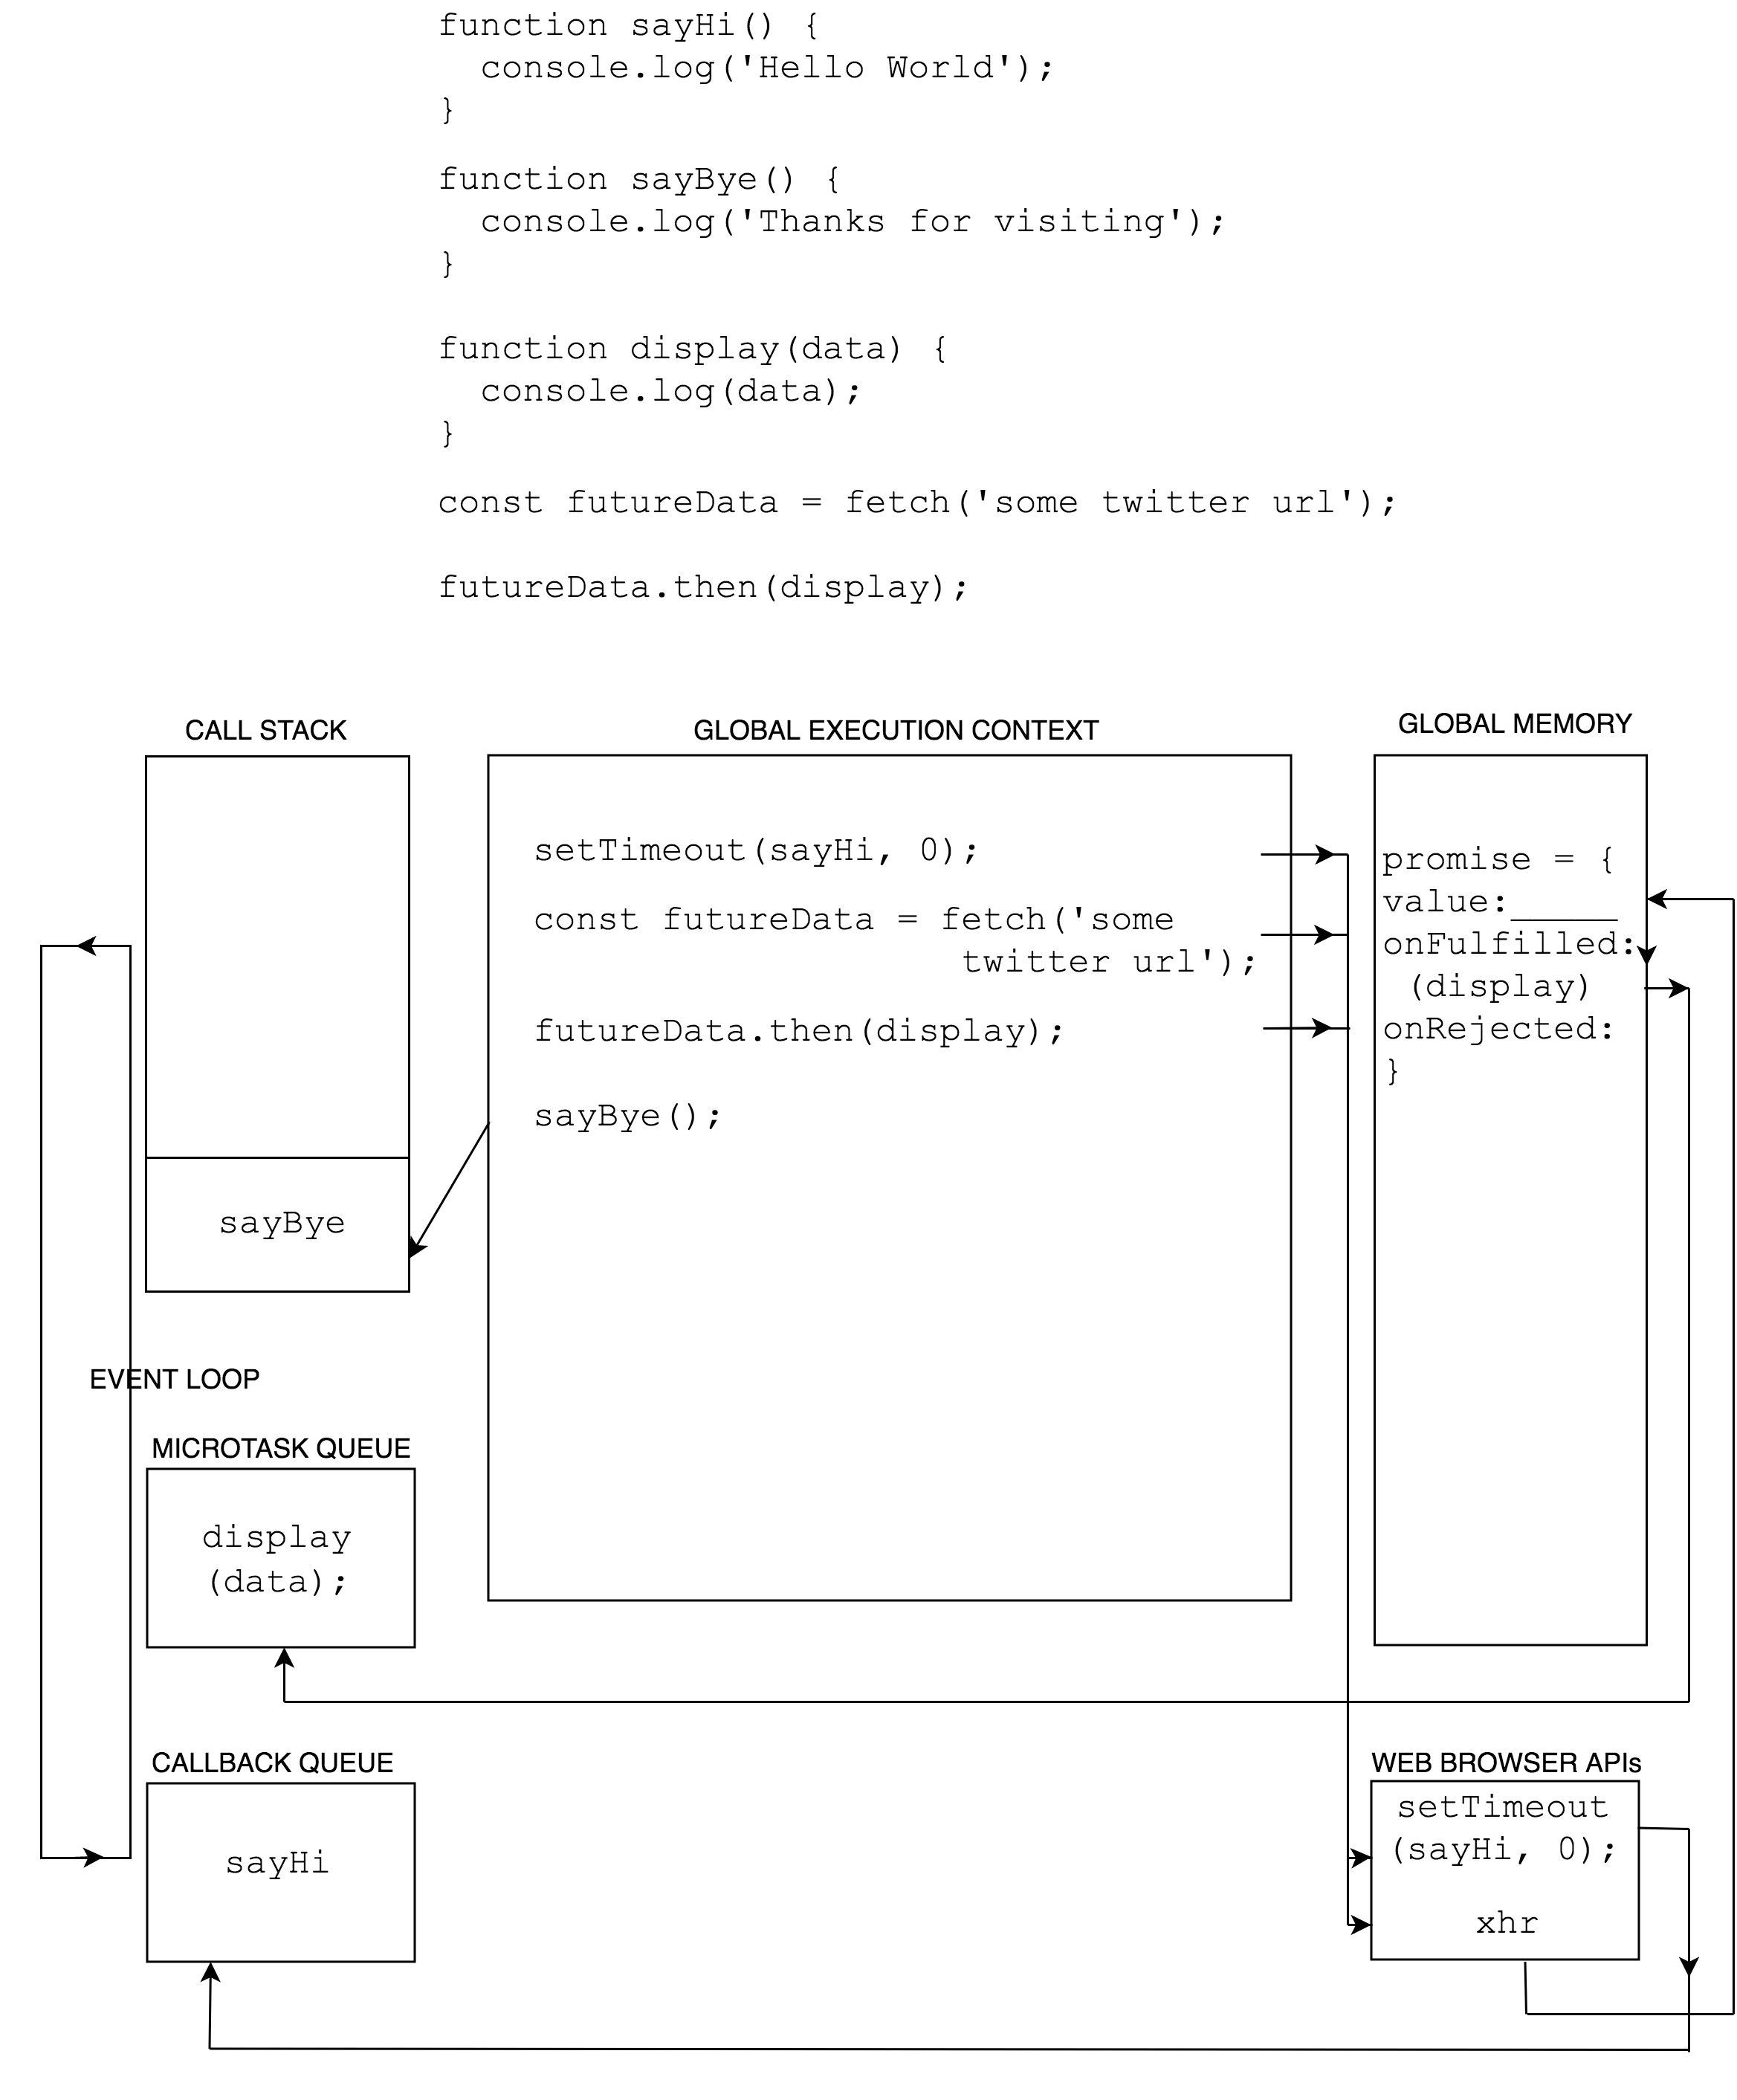 function sayHi() {
  console.log('Hello World');
}
function sayBye() {
  console.log('Thanks for visiting');
}
function display(data) {
  console.log(data);
}
const futureData = fetch('some twitter url');
futureData.then(display);
CALL STACK
sayBye
GLOBAL EXECUTION CONTEXT
setTimeout(sayHi, 0);
const futureData = fetch('some
twitter url');
futureData.then(display);
sayBye();
GLOBAL MEMORY
promise = {
value:_____
onFulfilled:
(display)
onRejected:
}
EVENT LOOP
MICROTASK QUEUE
display
(data);
CALLBACK QUEUE
sayHi
WEB BROWSER APIs
setTimeout
(sayHi, 0);
xhr